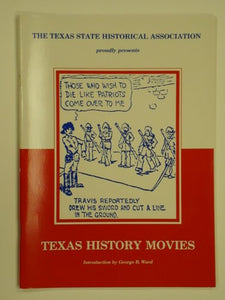 THE TEXAS STATE HISTORICAL ASSOCIATION
proudly presents
THOSE WHO WISH TO
DIE LIKE PATRIOTS
COME OVER TO ME
TRAVIS REPORTEDLY
DREW HIS SWORD AND CUT A LINE
IN THE GROUND.
TEXAS HISTORY MOVIES
Introduction by George B. Ward